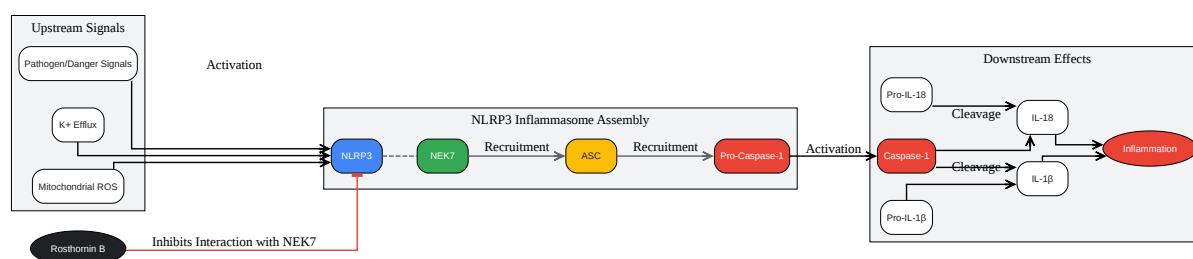 Upstream Signals
Pathogen/Danger Signals
K+ Efflux
Mitochondrial ROS
Activation
Rosthornin B
Inhibits Interaction with NEK7
NLRP3 Inflammasome Assembly
NLRP3
NEK7
Recruitment
ASC
Recruitment
Pro-Caspase-1
Activation
Downstream Effects
Pro-IL-18
Cleavage
IL-18
Caspase-1
Cleavage
IL-1β
Pro-IL-1β
Inflammation